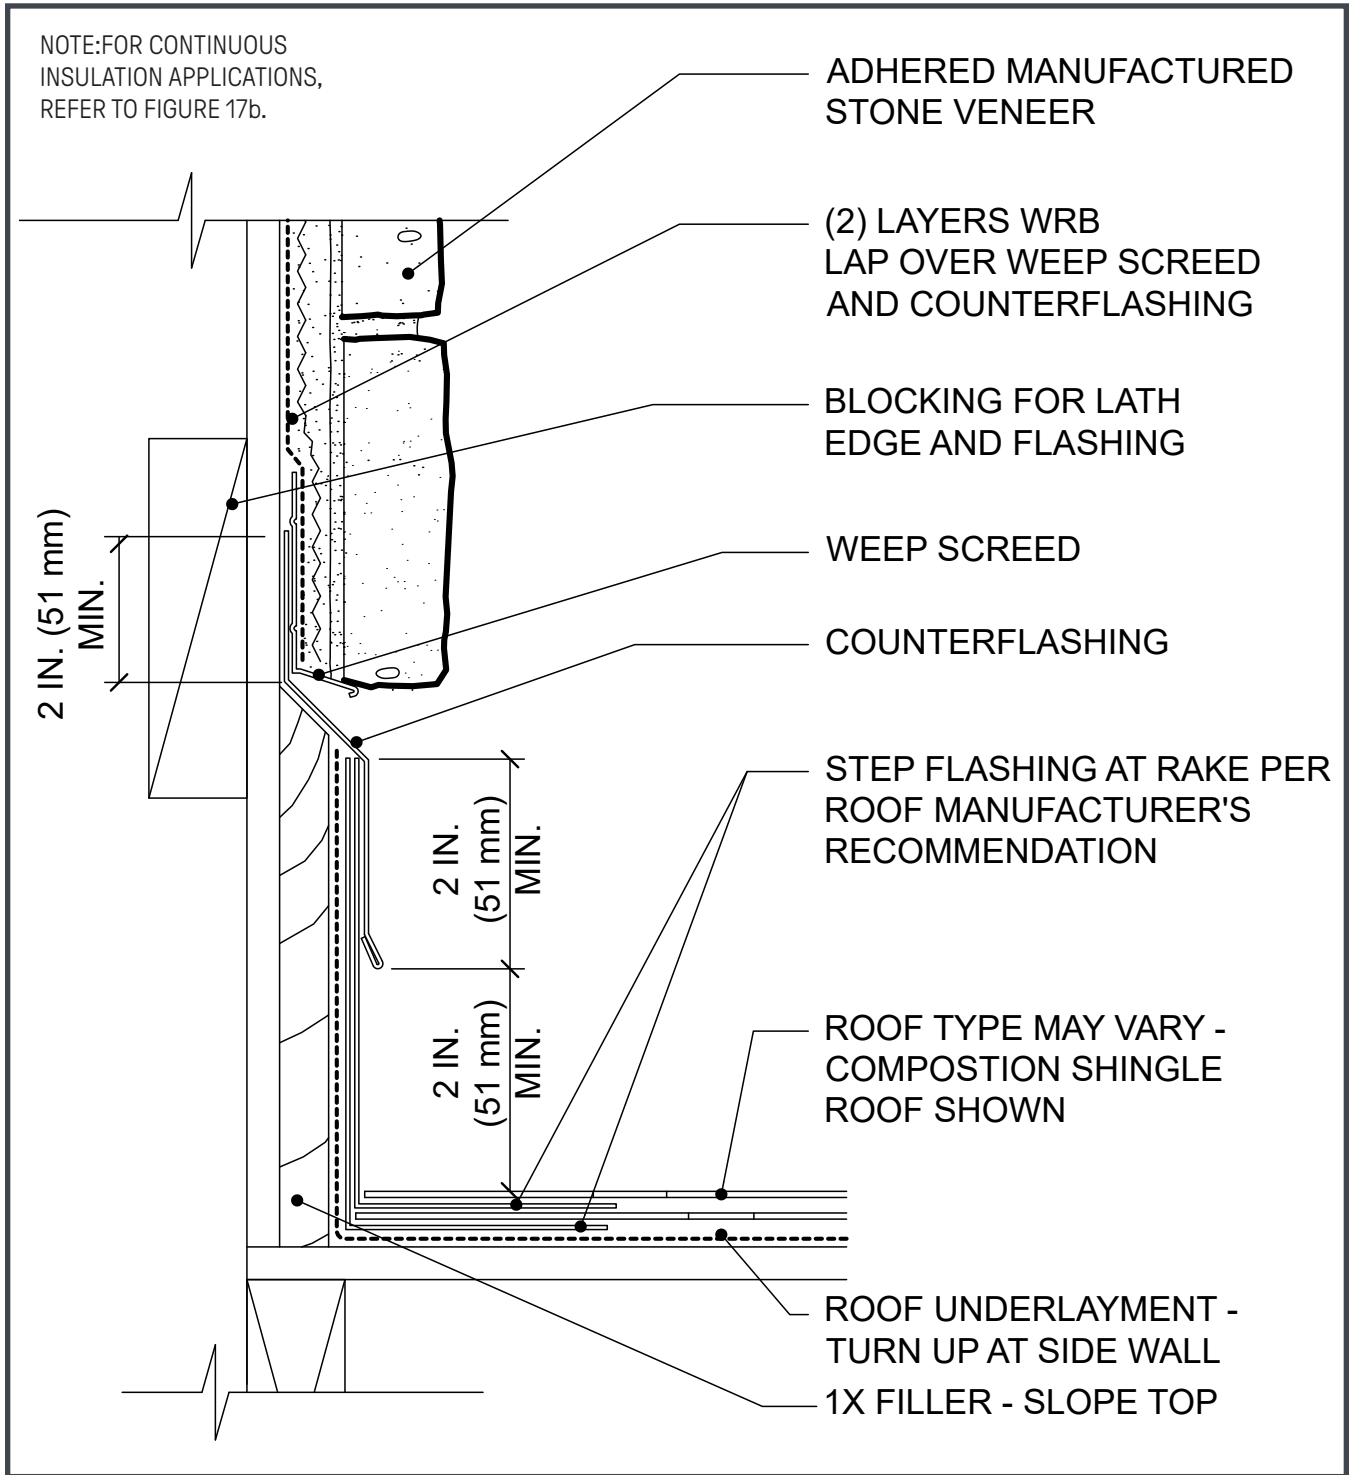 NOTE:FOR CONTINUOUS
INSULATION APPLICATIONS,
REFER TO FIGURE 17b.
ADHERED MANUFACTURED
STONE VENEER
(2) LAYERS WRB
LAP OVER WEEP SCREED
AND COUNTERFLASHING
BLOCKING FOR LATH
EDGE AND FLASHING
2 IN. (51 mm)
MIN.
WEEP SCREED
COUNTERFLASHING
STEP FLASHING AT RAKE PER
ROOF MANUFACTURER'S
RECOMMENDATION
2 IN.
(51 mm)
MIN.
2 IN.
(51 mm)
MIN.
ROOF TYPE MAY VARY -
COMPOSTION SHINGLE
ROOF SHOWN
ROOF UNDERLAYMENT -
TURN UP AT SIDE WALL
1X FILLER - SLOPE TOP